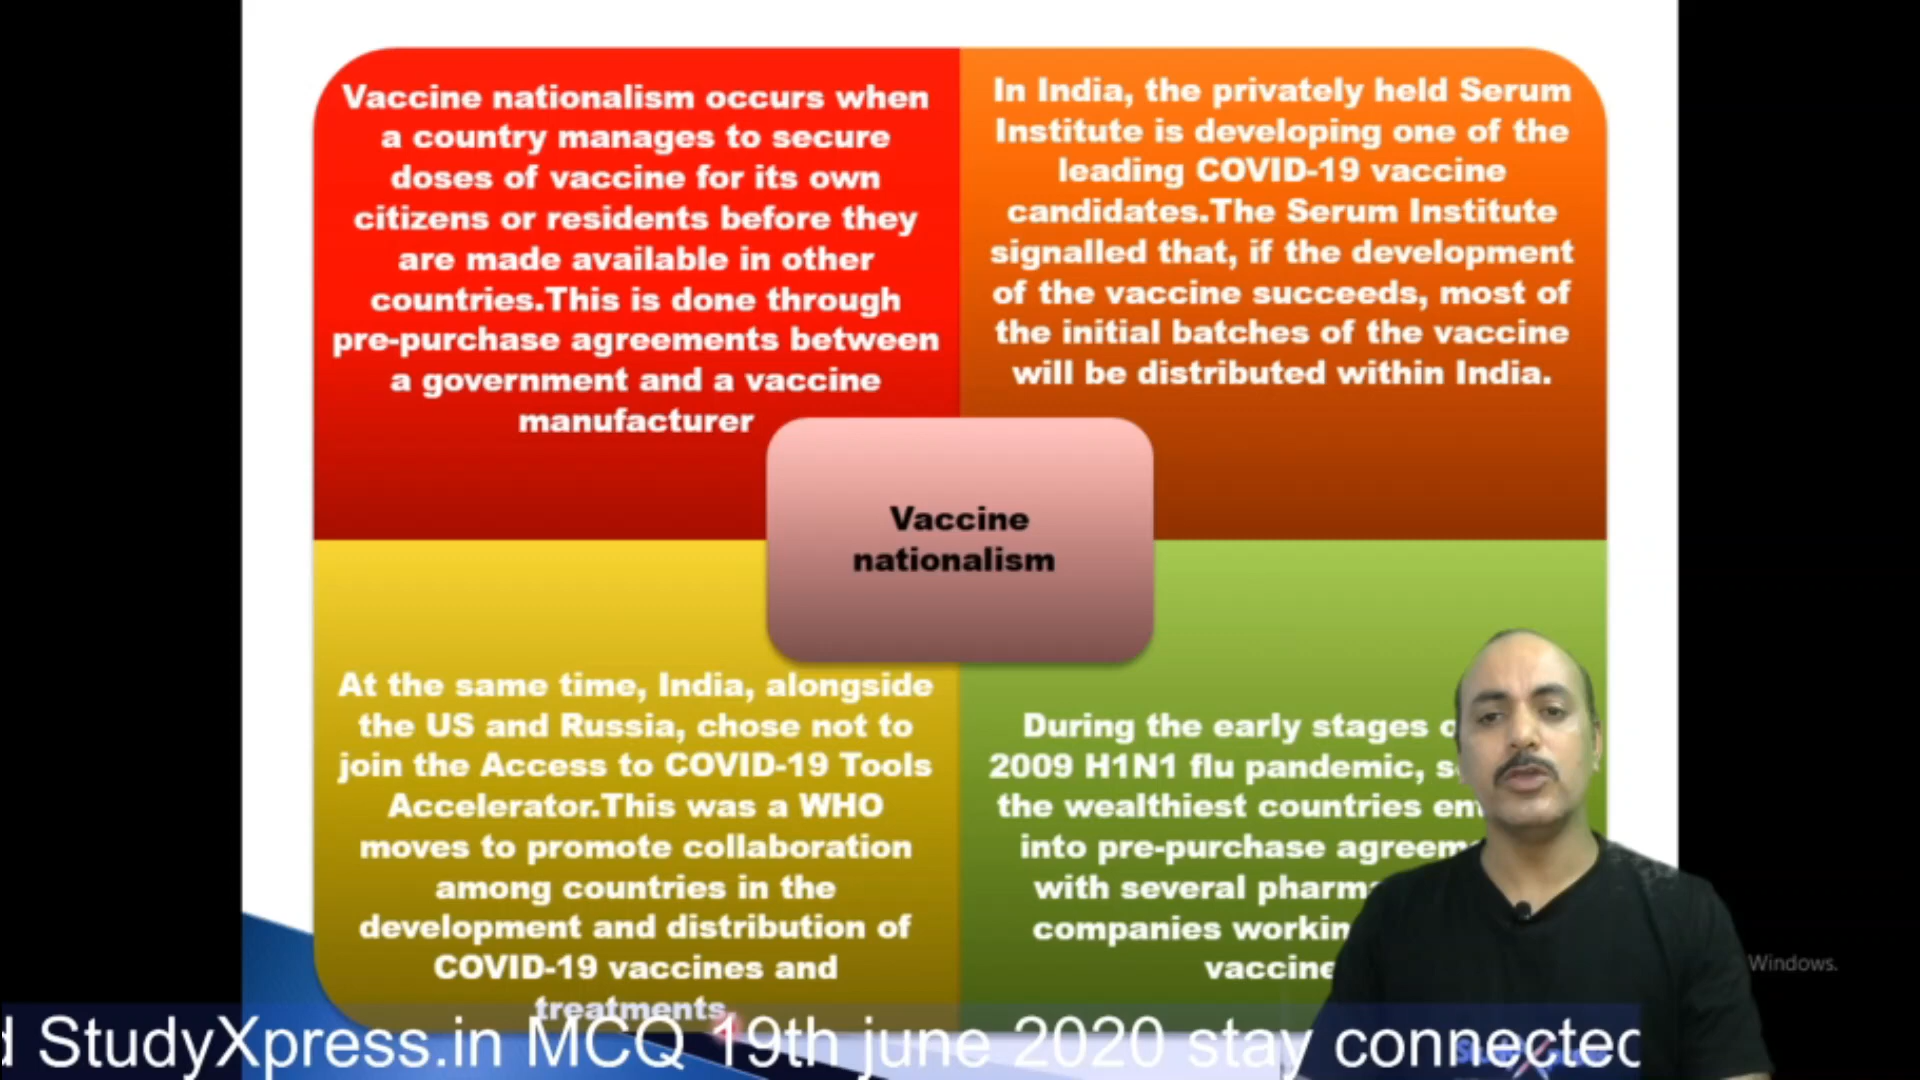 Vaccine nationalism occurs when
a country manages to secure
doses of vaccine for its own
citizens or residents before they
are made available in other
countries.This is done through
pre-purchase agreements between
a government and a vaccine
manufacturer
In India, the privately held Serum
Institute is developing one of the
leading COVID-19 vaccine
candidates.The Serum Institute
signalled that, if the development
of the vaccine succeeds, most of
the initial batches of the vaccine
will be distributed within India.
Vaccine
nationalism
At the same time, India, alongside
the US and Russia, chose not to
join the Access to COVID-19 Tools
Accelerator.This was a WHO
moves to promote collaboration
among countries in the
development and distribution of
COVID-19 vaccines and
treatments.
During the early stages
2009 H1N1 flu pandemic,
the wealthiest countries
into pre-purchase
with several
companies
Windows.
StudyXpress.in MCQ 19th june 2020 stay connected